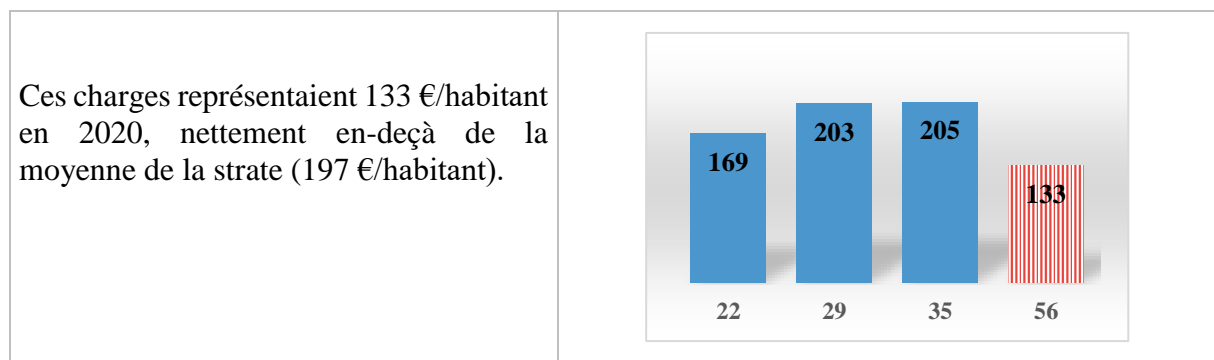 Ces charges représentaient 133 €/habitant
en 2020, nettement en-deçà de la
moyenne de la strate (197 €/habitant).
169
203
205
133
22
29
35
56